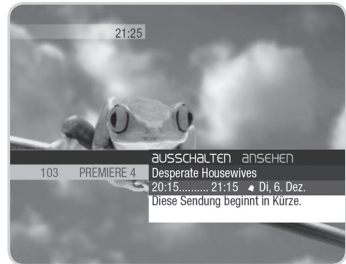 21:25
AUSSCHALTEN ANSEHEN
103 PREMIERE 4 Desperate Housewives
20:15.......... 21:15 Di, 6. Dez.
Diese Sendung beginnt in Kürze.